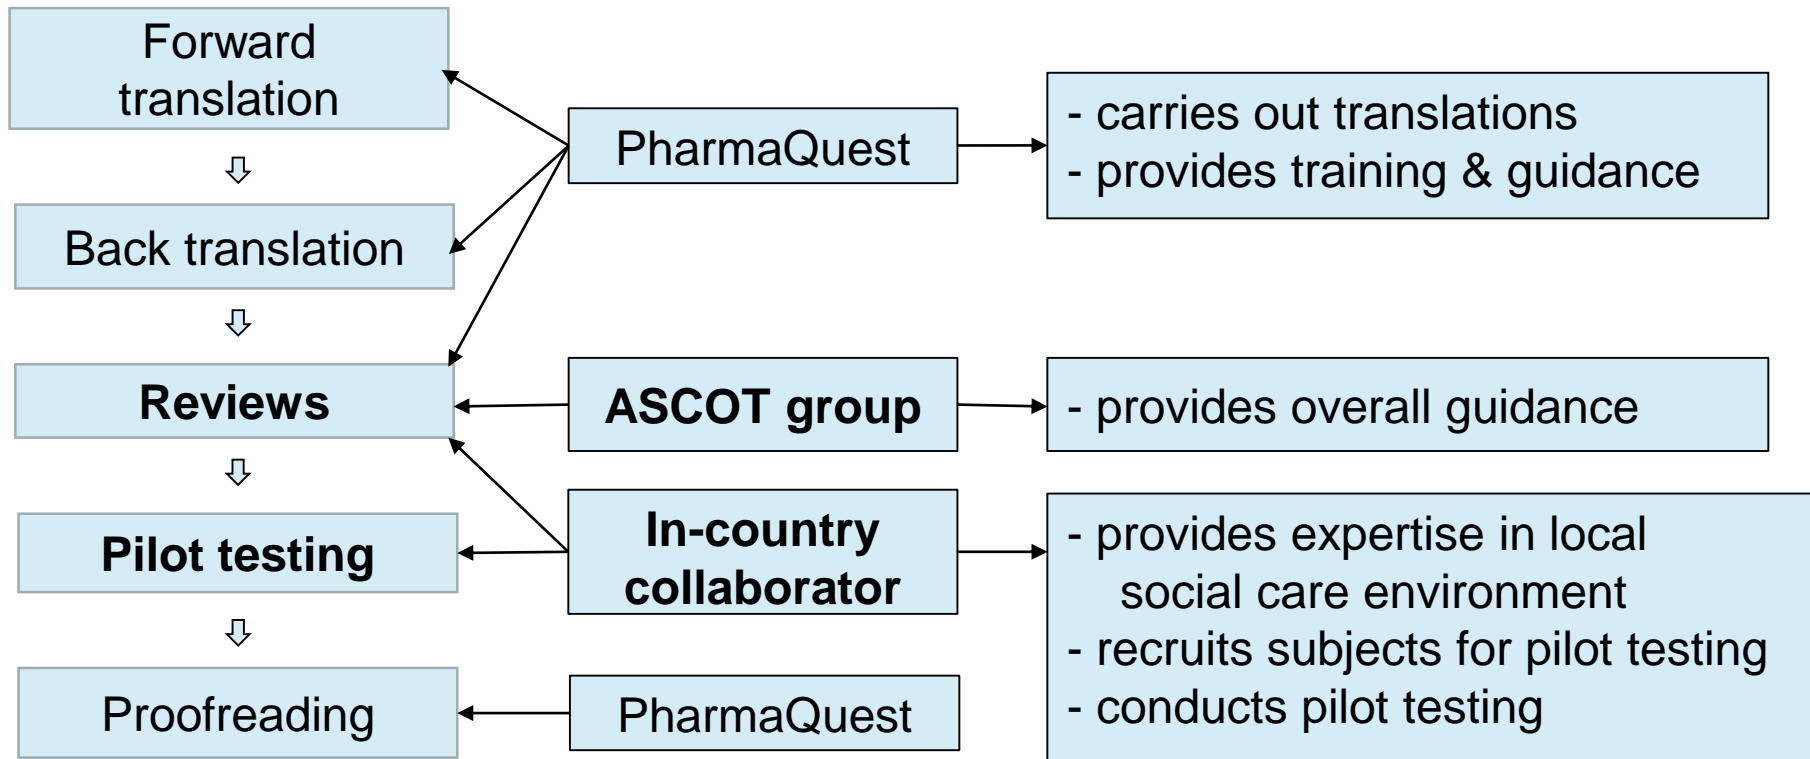 Forward
translation
Back translation
Reviews
Pilot testing
Proofreading
PharmaQuest
ASCOT group
In-country
collaborator
PharmaQuest
- carries out translations
- provides training & guidance
- provides overall guidance
- provides expertise in local
social care environment
- recruits subjects for pilot testing
- conducts pilot testing